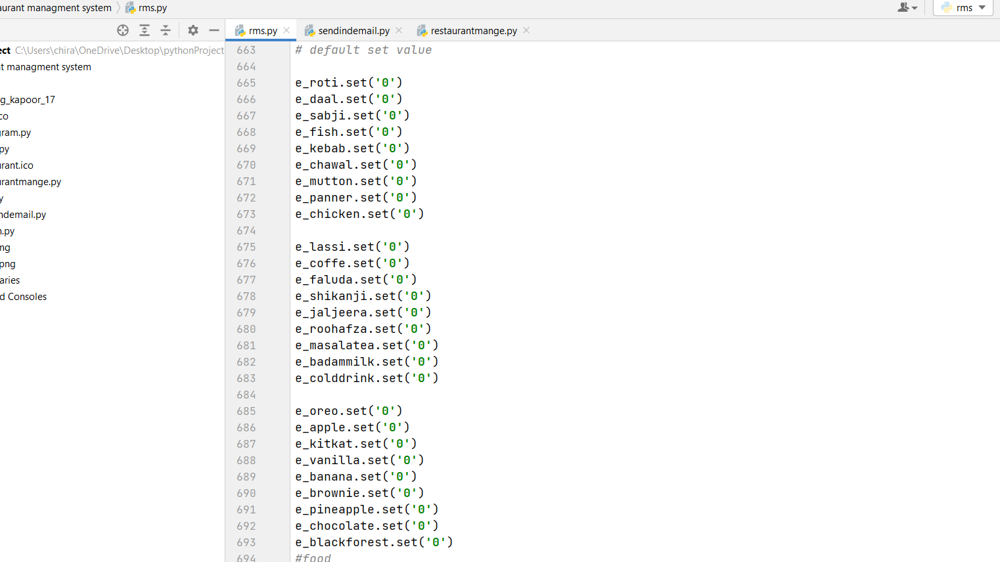 aurant managment system rms.py
rms
rms.py sendindemail.py restaurantmange.py
ect C:\Users\chira\OneDrive\Desktop\pythonProject
t managment system
g_kapoor_17
co
gram.py
py
urant.ico
urantmange.py
y
ndemail.py
n.py
ng
png
aries
d Consoles
663 # default set value
664
665 e_roti.set('0')
666 e_daal.set('0')
667 e_sabji.set('0')
668 e_fish.set('0')
669 e_kebab.set('0')
670 e_chawal.set('0')
671 e_mutton.set('0')
672 e_panner.set('0')
673 e_chicken.set('0')
674
675 e_lassi.set('0')
676 e_coffe.set('0')
677 e_faluda.set('0')
678 e_shikanji.set('0')
679 e_jaljeera.set('0')
680 e_roohafza.set('0')
681 e_masalatea.set('0')
682 e_badammilk.set('0')
683 e_colddrink.set('0')
684
685 e_oreo.set('0')
686 e_apple.set('0')
687 e_kitkat.set('0')
688 e_vanilla.set('0')
689 e_banana.set('0')
690 e_brownie.set('0')
691 e_pineapple.set('0')
692 e_chocolate.set('0')
693 e_blackforest.set('0')
694 #food